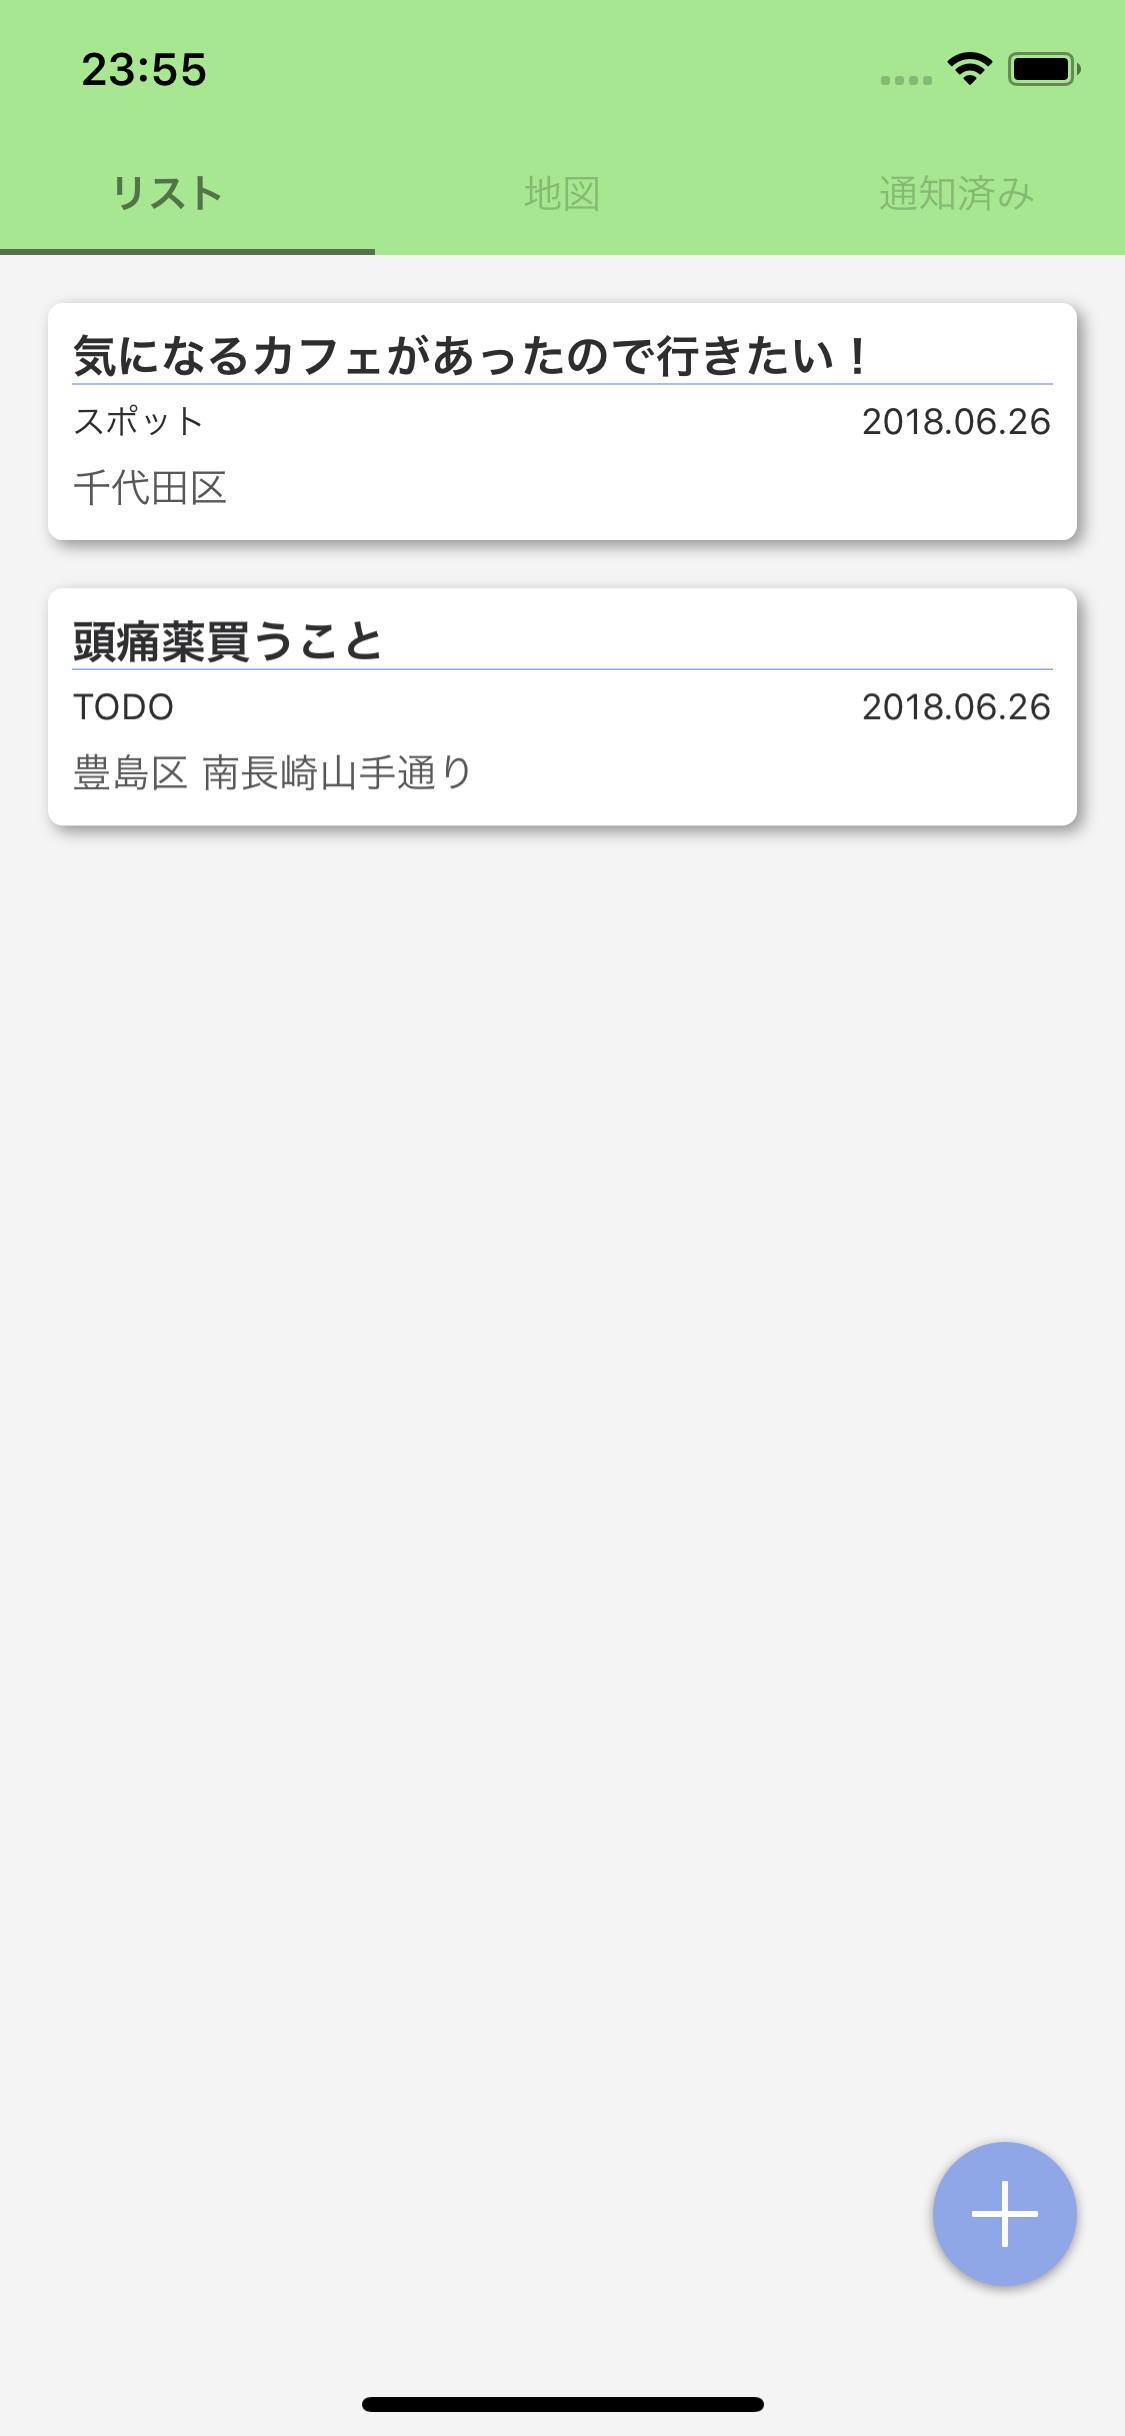 23:55
リスト 地図 通知済み
気になるカフェがあったので行きたい！
スポット 2018.06.26
千代田区
頭痛薬買うこと
TODO 2018.06.26
豊島区 南長崎山手通り